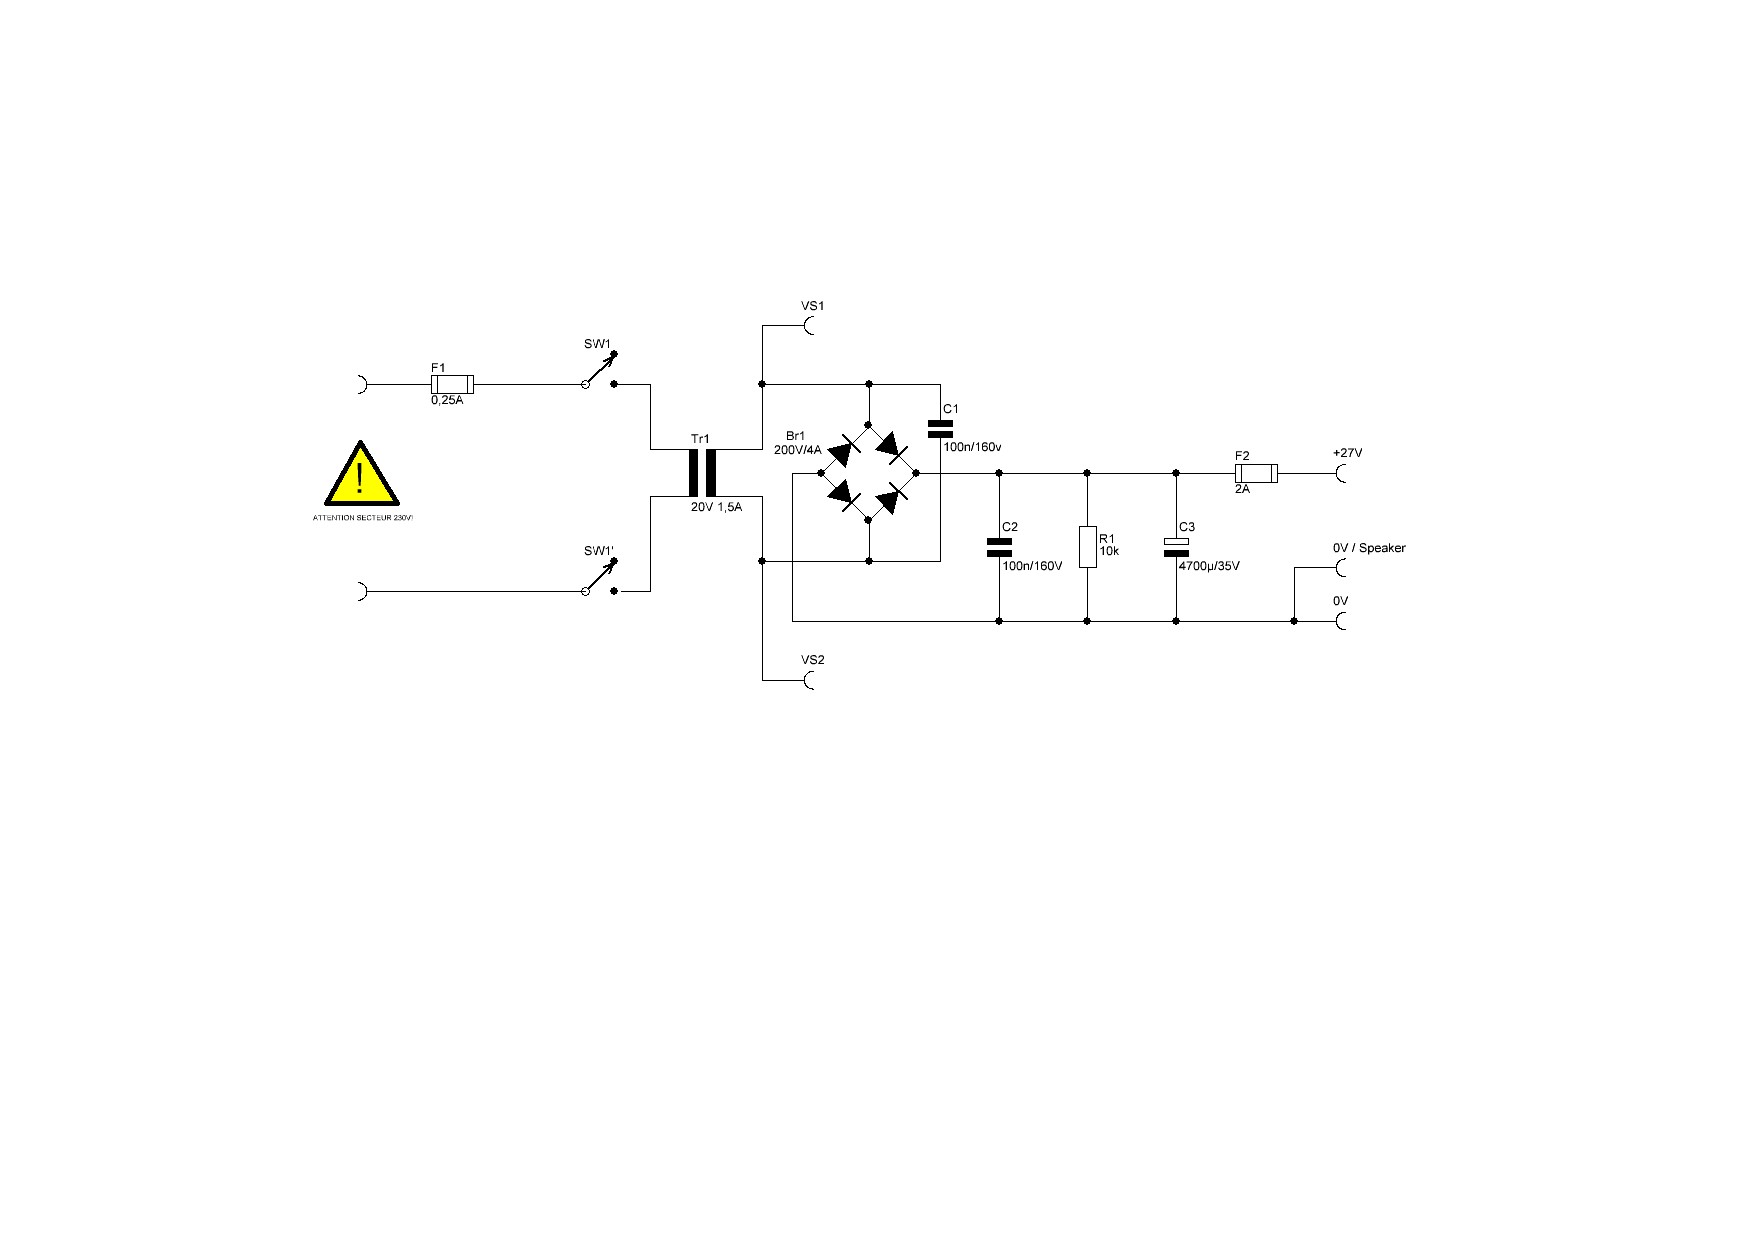 VS1
SW1
F1
0,25A
C1
100n/160v
Br1
200V/4A
Tr1
20V 1,5A
!
ATTENTION SECTEUR 230V!
F2
2A
+27V
C2
100n/160V
R1
10k
C3
4700µ/35V
0V / Speaker
SW1'
0V
VS2